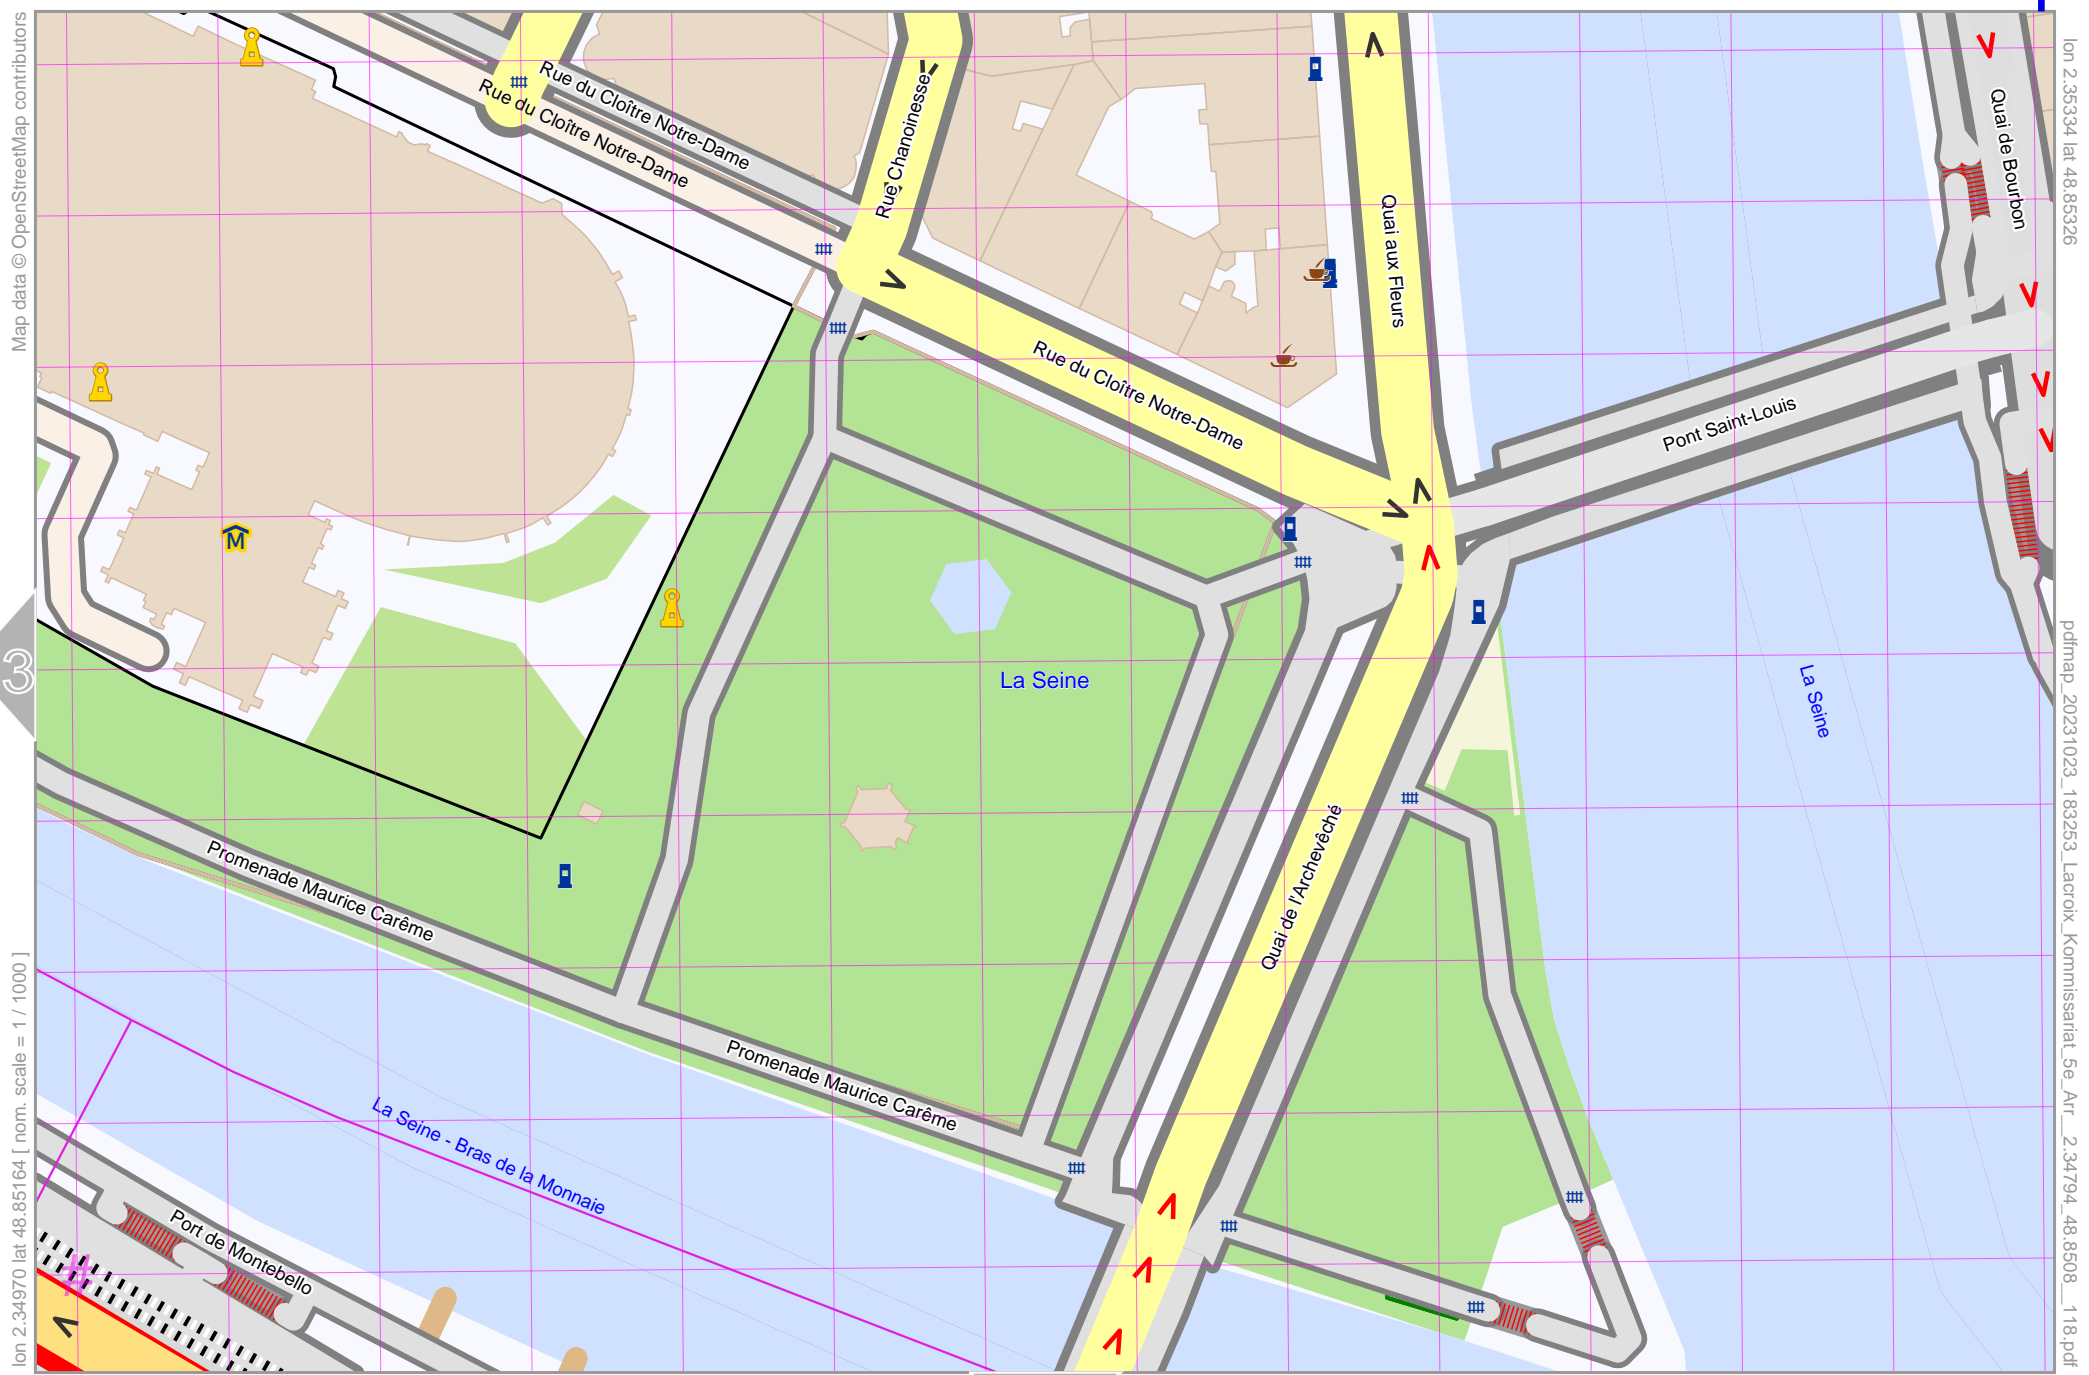 Map data © OpenStreetMap contributors
lon 2.35334 lat 48.85326
Rue du Cloître Notre-Dame
Rue du Cloître Notre-Dame
Rue Chanoinesse
Quai aux Fleurs
Quai de Bourbon
Rue du Cloître Notre-Dame
Pont Saint-Louis
M
3
La Seine
La Seine
Quai de l'Archevêché
Promenade Maurice Carême
Promenade Maurice Carême
La Seine - Bras de la Monnaie
Port de Montebello
lon 2.34970 lat 48.85164 [ nom. scale = 1 / 1000 ]
pdfmap_20231023_183253_Lacroix_Kommissariat_5e_Arr__2.34794_48.8508__18.pdf